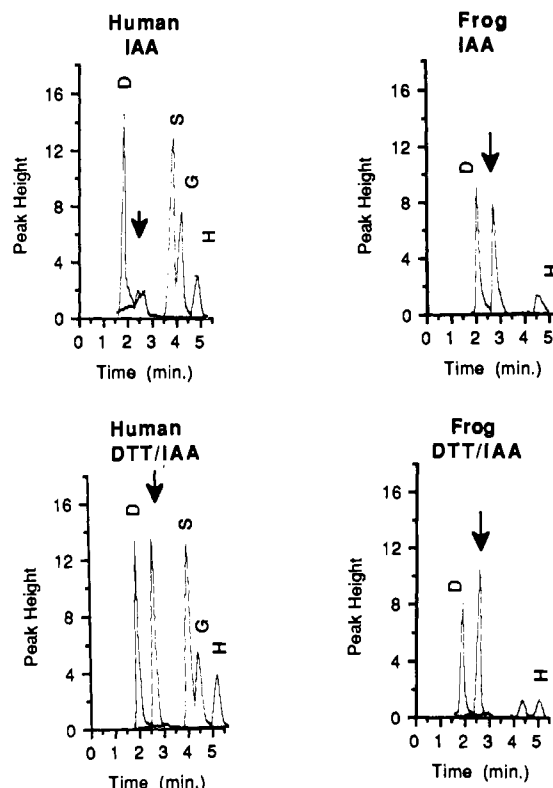 Human
IAA
D
S
G
H
16
12
8
4
0
Peak Height
0 1 2 3 4 5
Time (min.)
Frog
IAA
D
H
16
12
8
4
0
Peak Height
0 1 2 3 4 5
Time (min.)
Human
DTT/IAA
D
S
G
H
16
12
8
4
0
Peak Height
0 1 2 3 4 5
Time (min.)
Frog
DTT/IAA
D
H
16
12
8
4
0
Peak Height
0 1 2 3 4 5
Time (min.)